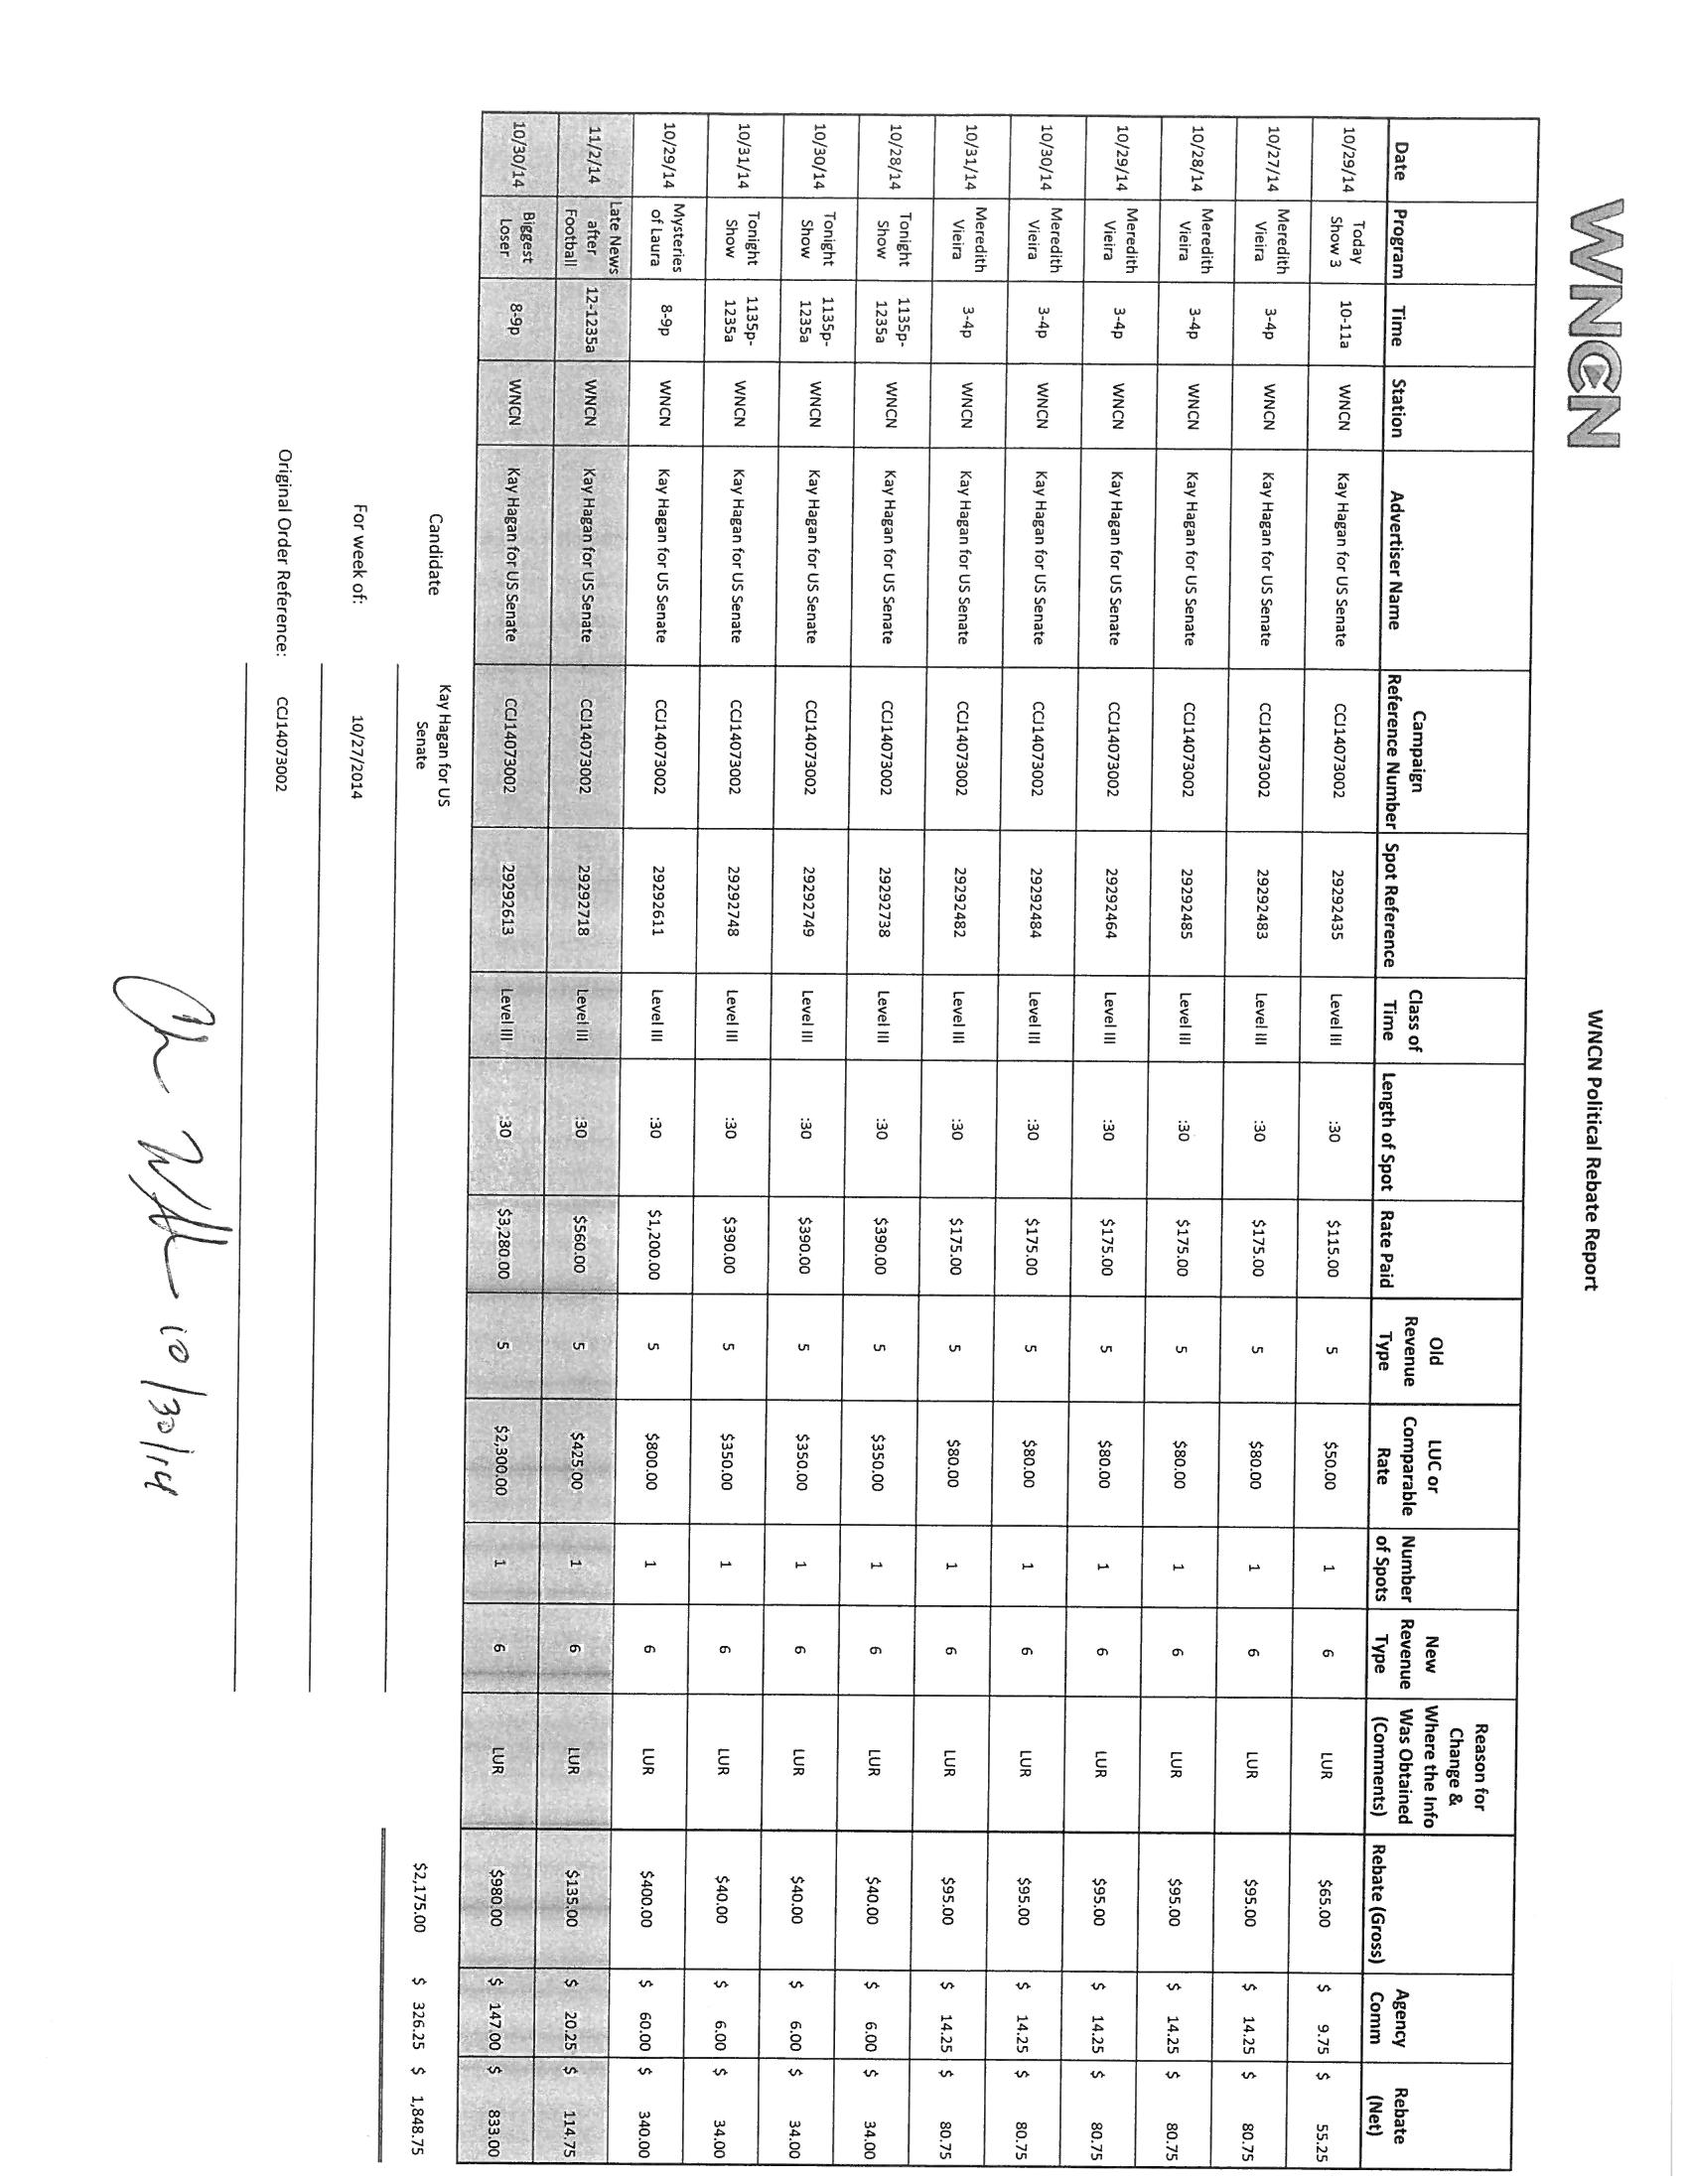 WNCN
WNCN Political Rebate Report
Date Program Time Station Advertiser Name Campaign Reference Number Spot Reference Class of Time Length of Spot Rate Paid Old Revenue Type LUC or Comparable Rate Number of Spots New Revenue Type Reason for Change & Where the Info Was Obtained (Comments) Rebate (Gross) Agency Comm Rebate (Net)
10/29/14 Today Show 3 10-11a WNCN Kay Hagan for US Senate CCJ14073002 29292435 Level III :30 $115.00 5 $50.00 1 6 LUR $65.00 $ 9.75 $ 55.25
10/27/14 Meredith Vieira 3-4p WNCN Kay Hagan for US Senate CCJ14073002 29292483 Level III :30 $175.00 5 $80.00 1 6 LUR $95.00 $ 14.25 $ 80.75
10/28/14 Meredith Vieira 3-4p WNCN Kay Hagan for US Senate CCJ14073002 29292485 Level III :30 $175.00 5 $80.00 1 6 LUR $95.00 $ 14.25 $ 80.75
10/29/14 Meredith Vieira 3-4p WNCN Kay Hagan for US Senate CCJ14073002 29292464 Level III :30 $175.00 5 $80.00 1 6 LUR $95.00 $ 14.25 $ 80.75
10/30/14 Meredith Vieira 3-4p WNCN Kay Hagan for US Senate CCJ14073002 29292484 Level III :30 $175.00 5 $80.00 1 6 LUR $95.00 $ 14.25 $ 80.75
10/31/14 Meredith Vieira 3-4p WNCN Kay Hagan for US Senate CCJ14073002 29292482 Level III :30 $175.00 5 $80.00 1 6 LUR $95.00 $ 14.25 $ 80.75
10/28/14 Tonight Show 1135p-1235a WNCN Kay Hagan for US Senate CCJ14073002 29292738 Level III :30 $390.00 5 $350.00 1 6 LUR $40.00 $ 6.00 $ 34.00
10/30/14 Tonight Show 1135p-1235a WNCN Kay Hagan for US Senate CCJ14073002 29292749 Level III :30 $390.00 5 $350.00 1 6 LUR $40.00 $ 6.00 $ 34.00
10/31/14 Tonight Show 1135p-1235a WNCN Kay Hagan for US Senate CCJ14073002 29292748 Level III :30 $390.00 5 $350.00 1 6 LUR $40.00 $ 6.00 $ 34.00
10/29/14 Mysteries of Laura 8-9p WNCN Kay Hagan for US Senate CCJ14073002 29292611 Level III :30 $1,200.00 5 $800.00 1 6 LUR $400.00 $ 60.00 $ 340.00
11/2/14 Late News after Football 12-1235a WNCN Kay Hagan for US Senate CCJ14073002 29292718 Level III :30 $560.00 5 $425.00 1 6 LUR $135.00 $ 20.25 $ 114.75
10/30/14 Biggest Loser 8-9p WNCN Kay Hagan for US Senate CCJ14073002 29292613 Level III :30 $3,280.00 5 $2,300.00 1 6 LUR $980.00 $ 147.00 $ 833.00
$2,175.00 $ 326.25 $ 1,848.75
Candidate Kay Hagan for US Senate
For week of: 10/27/2014
Original Order Reference: CCJ14073002
10/30/14